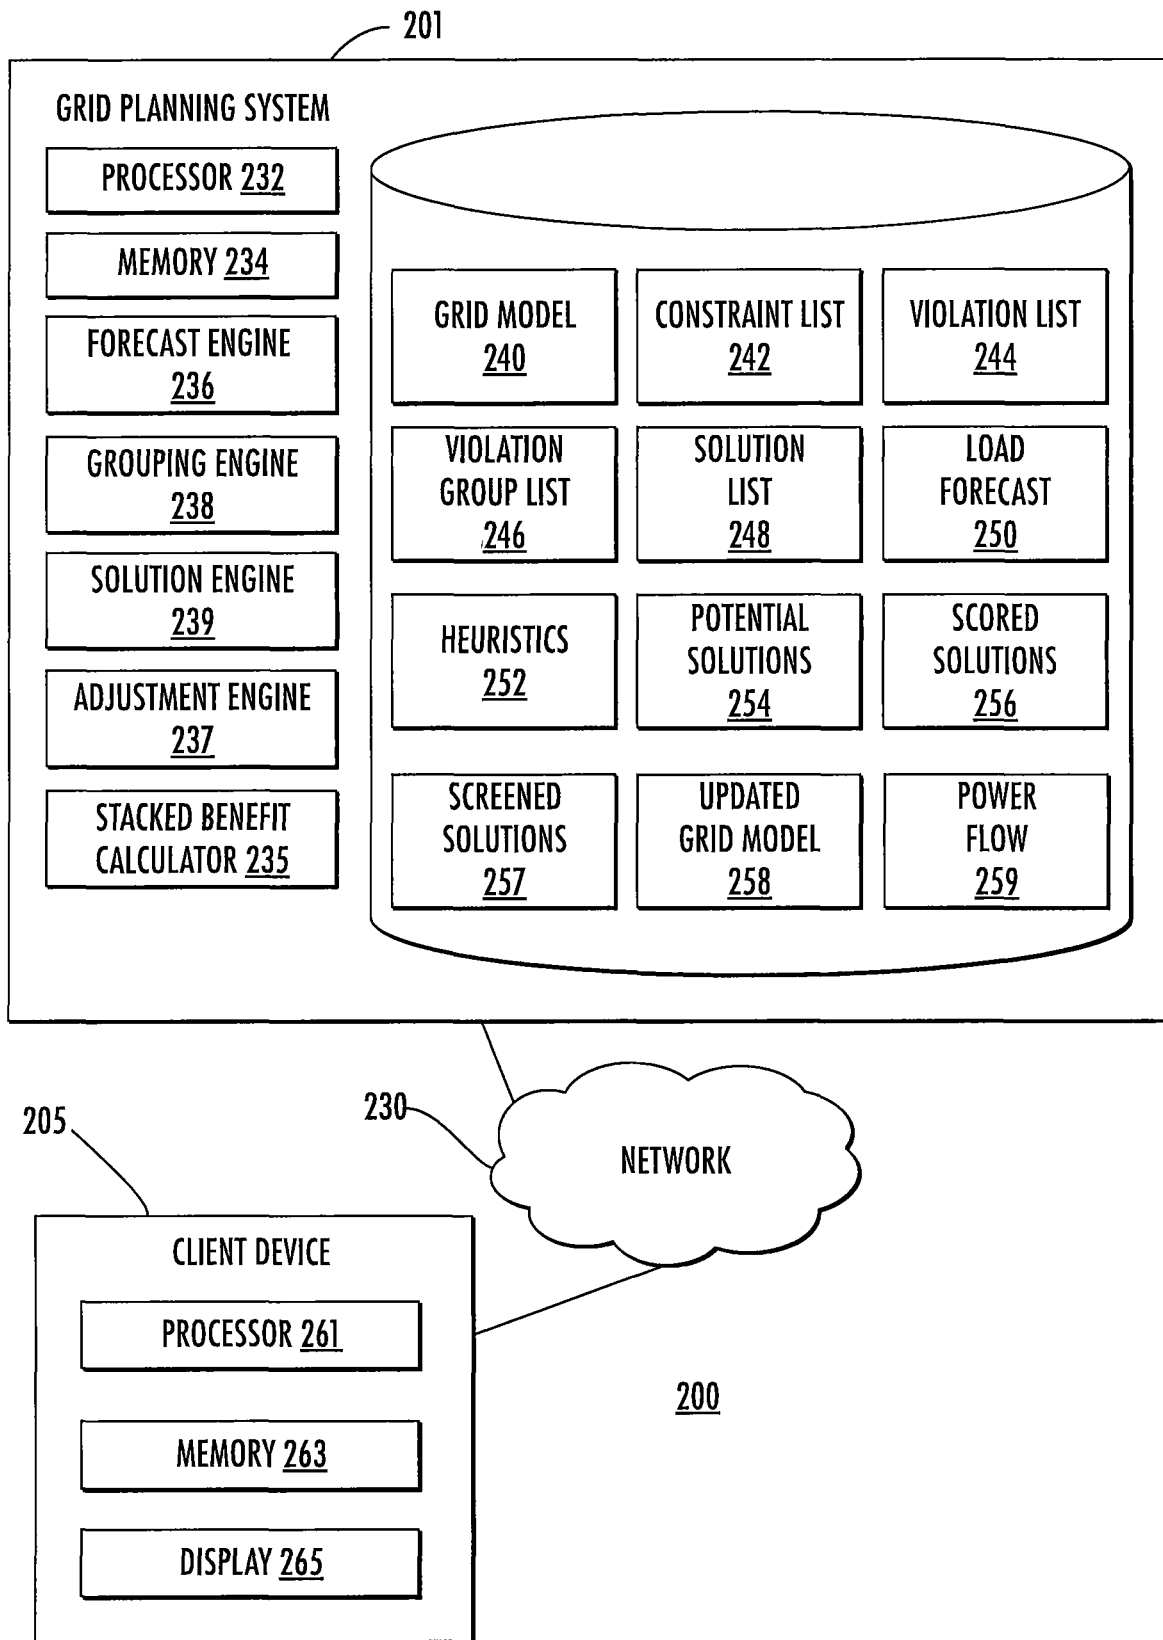 201
GRID PLANNING SYSTEM
PROCESSOR 232
MEMORY 234
FORECAST ENGINE
236
GROUPING ENGINE
238
SOLUTION ENGINE
239
ADJUSTMENT ENGINE
237
STACKED BENEFIT
CALCULATOR 235
GRID MODEL
240
CONSTRAINT LIST
242
VIOLATION LIST
244
VIOLATION
GROUP LIST
246
SOLUTION
LIST
248
LOAD
FORECAST
250
HEURISTICS
252
POTENTIAL
SOLUTIONS
254
SCORED
SOLUTIONS
256
SCREENED
SOLUTIONS
257
UPDATED
GRID MODEL
258
POWER
FLOW
259
230
NETWORK
205
CLIENT DEVICE
PROCESSOR 261
MEMORY 263
DISPLAY 265
200